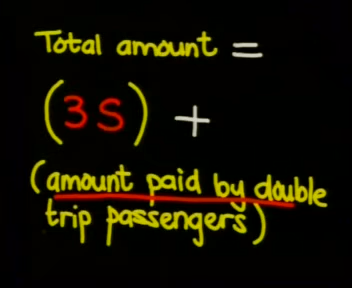 Total amount =
(3S) +
(amount paid by double
trip passengers)